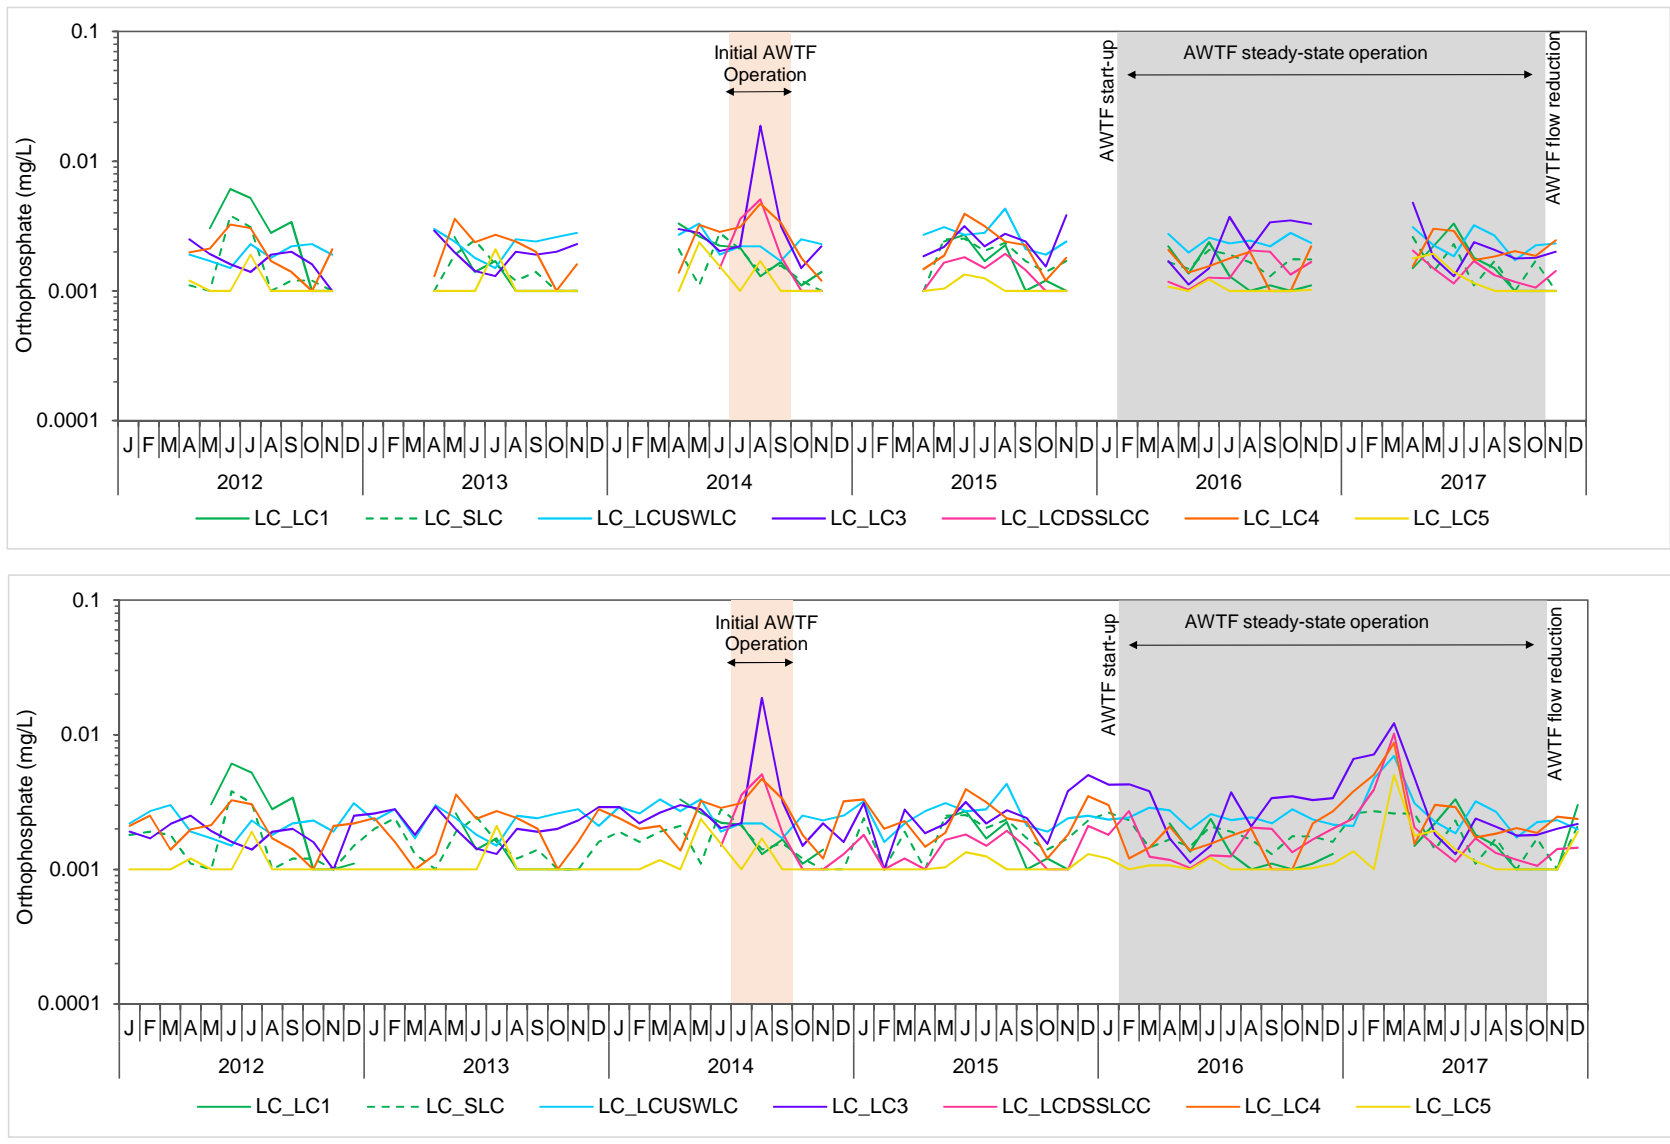 0.1
0.01
0.001
0.0001
Orthophosphate (mg/L)
Initial AWTF
Operation
AWTF start-up
AWTF steady-state operation
AWTF flow reduction
J F M A M J J A S O N D J F M A M J J A S O N D J F M A M J J A S O N D J F M A M J J A S O N D J F M A M J J A S O N D J F M A M J J A S O N D
2012 2013 2014 2015 2016 2017
LC_LC1 LC_SLC LC_LCUSWLC LC_LC3 LC_LCDSSLCC LC_LC4 LC_LC5
0.1
0.01
0.001
0.0001
Orthophosphate (mg/L)
Initial AWTF
Operation
AWTF start-up
AWTF steady-state operation
AWTF flow reduction
J F M A M J J A S O N D J F M A M J J A S O N D J F M A M J J A S O N D J F M A M J J A S O N D J F M A M J J A S O N D J F M A M J J A S O N D
2012 2013 2014 2015 2016 2017
LC_LC1 LC_SLC LC_LCUSWLC LC_LC3 LC_LCDSSLCC LC_LC4 LC_LC5